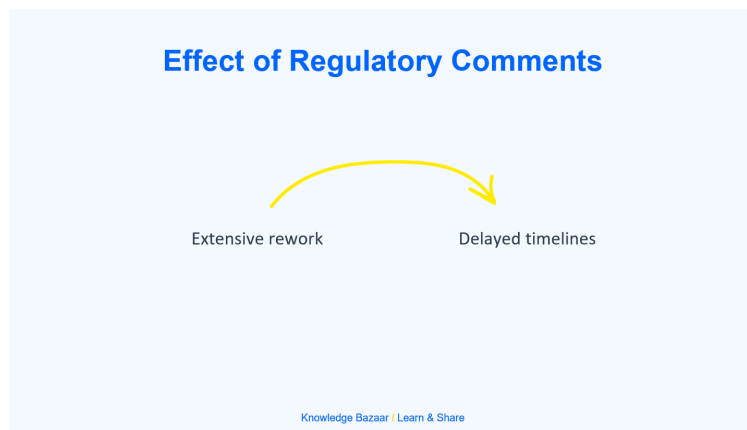 Effect of Regulatory Comments
Extensive rework
Delayed timelines
Knowledge Bazaar / Learn & Share